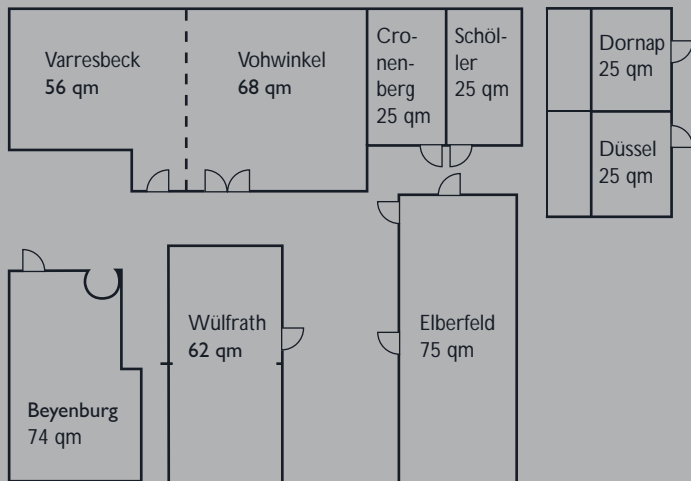 Varresbeck
56 qm
Vohwinkel
68 qm
Cro-
nen-
berg
25 qm
Schöl-
ler
25 qm
Dornap
25 qm
Düssel
25 qm
Wülfrath
62 qm
Elberfeld
75 qm
Beyenburg
74 qm